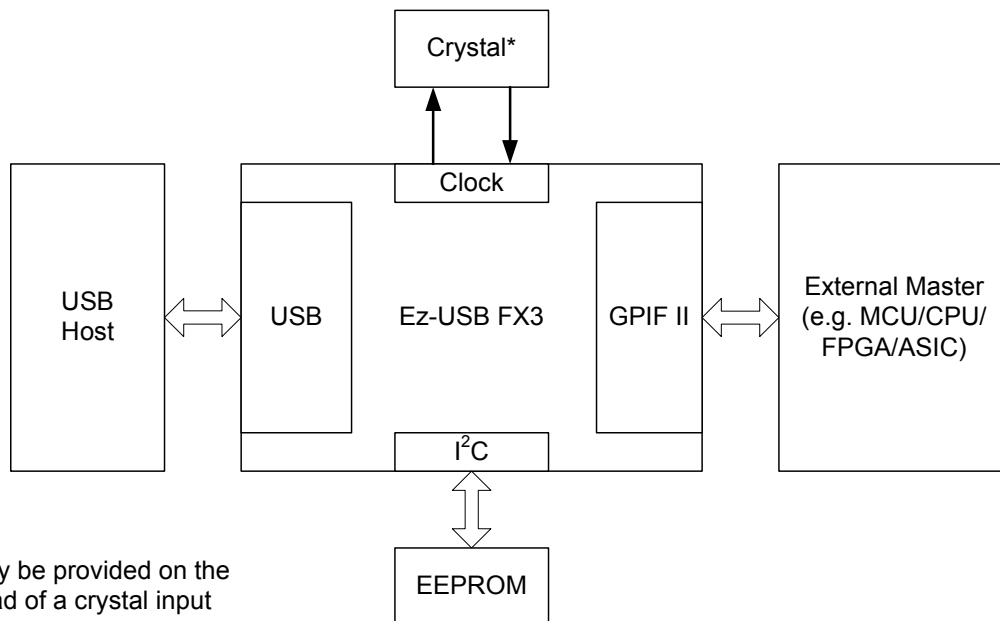 Crystal*
Clock
USB
Host
USB
Ez-USB FX3
GPIF II
External Master
(e.g. MCU/CPU/
FPGA/ASIC)
I²C
EEPROM
be provided on the
of a crystal input